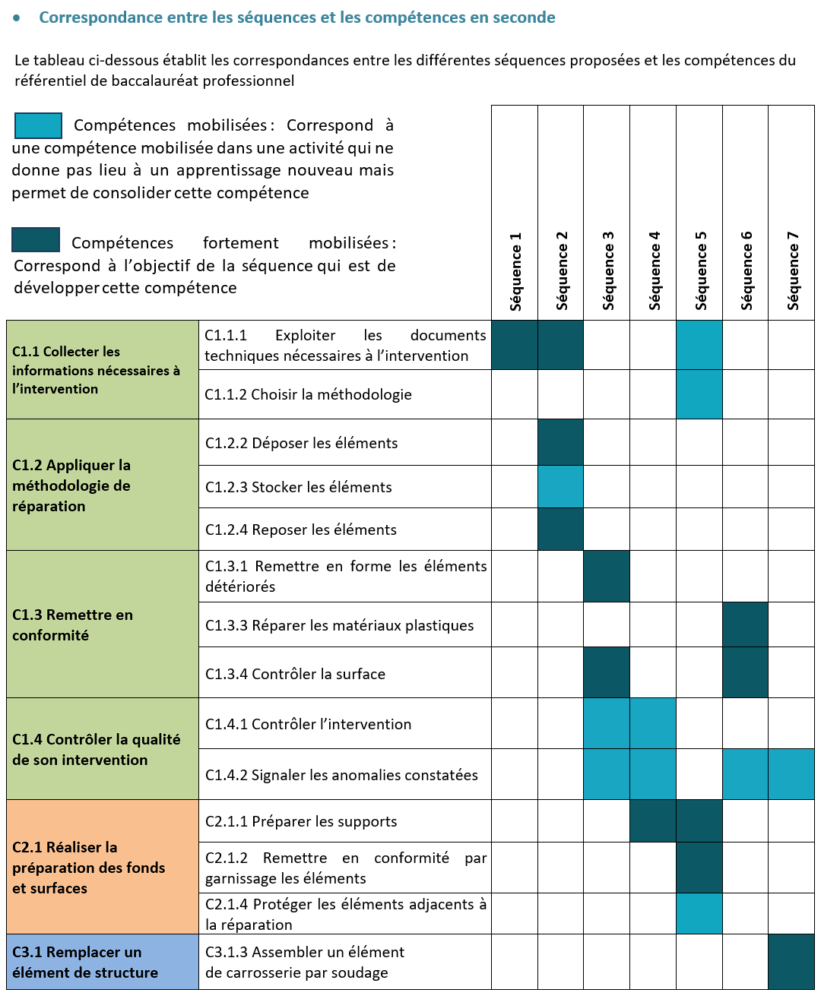 • Correspondance entre les séquences et les compétences en seconde
Le tableau ci-dessous établit les correspondances entre les différentes séquences proposées et les compétences du
référentiel de baccalauréat professionnel
Compétences mobilisées : Correspond à
une compétence mobilisée dans une activité qui ne
donne pas lieu à un apprentissage nouveau mais
permet de consolider cette compétence
Compétences fortement mobilisées :
Correspond à l’objectif de la séquence qui est de
développer cette compétence
Séquence 1
Séquence 2
Séquence 3
Séquence 4
Séquence 5
Séquence 6
Séquence 7
C1.1 Collecter les
informations nécessaires à
l’intervention
C1.1.1 Exploiter les documents
techniques nécessaires à l’intervention
C1.1.2 Choisir la méthodologie
C1.2 Appliquer la
méthodologie de
réparation
C1.2.2 Déposer les éléments
C1.2.3 Stocker les éléments
C1.2.4 Reposer les éléments
C1.3 Remettre en
conformité
C1.3.1 Remettre en forme les éléments
détériorés
C1.3.3 Réparer les matériaux plastiques
C1.3.4 Contrôler la surface
C1.4 Contrôler la qualité
de son intervention
C1.4.1 Contrôler l’intervention
C1.4.2 Signaler les anomalies constatées
C2.1 Réaliser la
préparation des fonds
et surfaces
C2.1.1 Préparer les supports
C2.1.2 Remettre en conformité par
garnissage les éléments
C2.1.4 Protéger les éléments adjacents à
la réparation
C3.1 Remplacer un
élément de structure
C3.1.3 Assembler un élément
de carrosserie par soudage